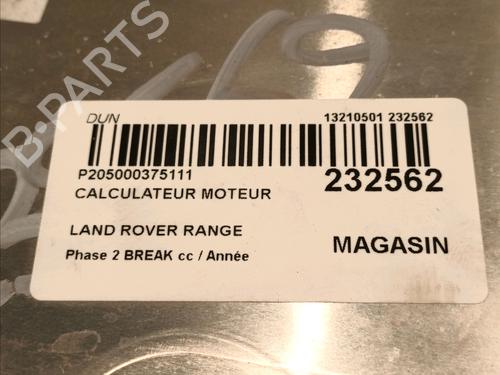 DUN
13210501 232562
P205000375111
232562
CALCULATEUR MOTEUR
LAND ROVER RANGE
MAGASIN
Phase 2 BREAK cc / Année
B-PARTS